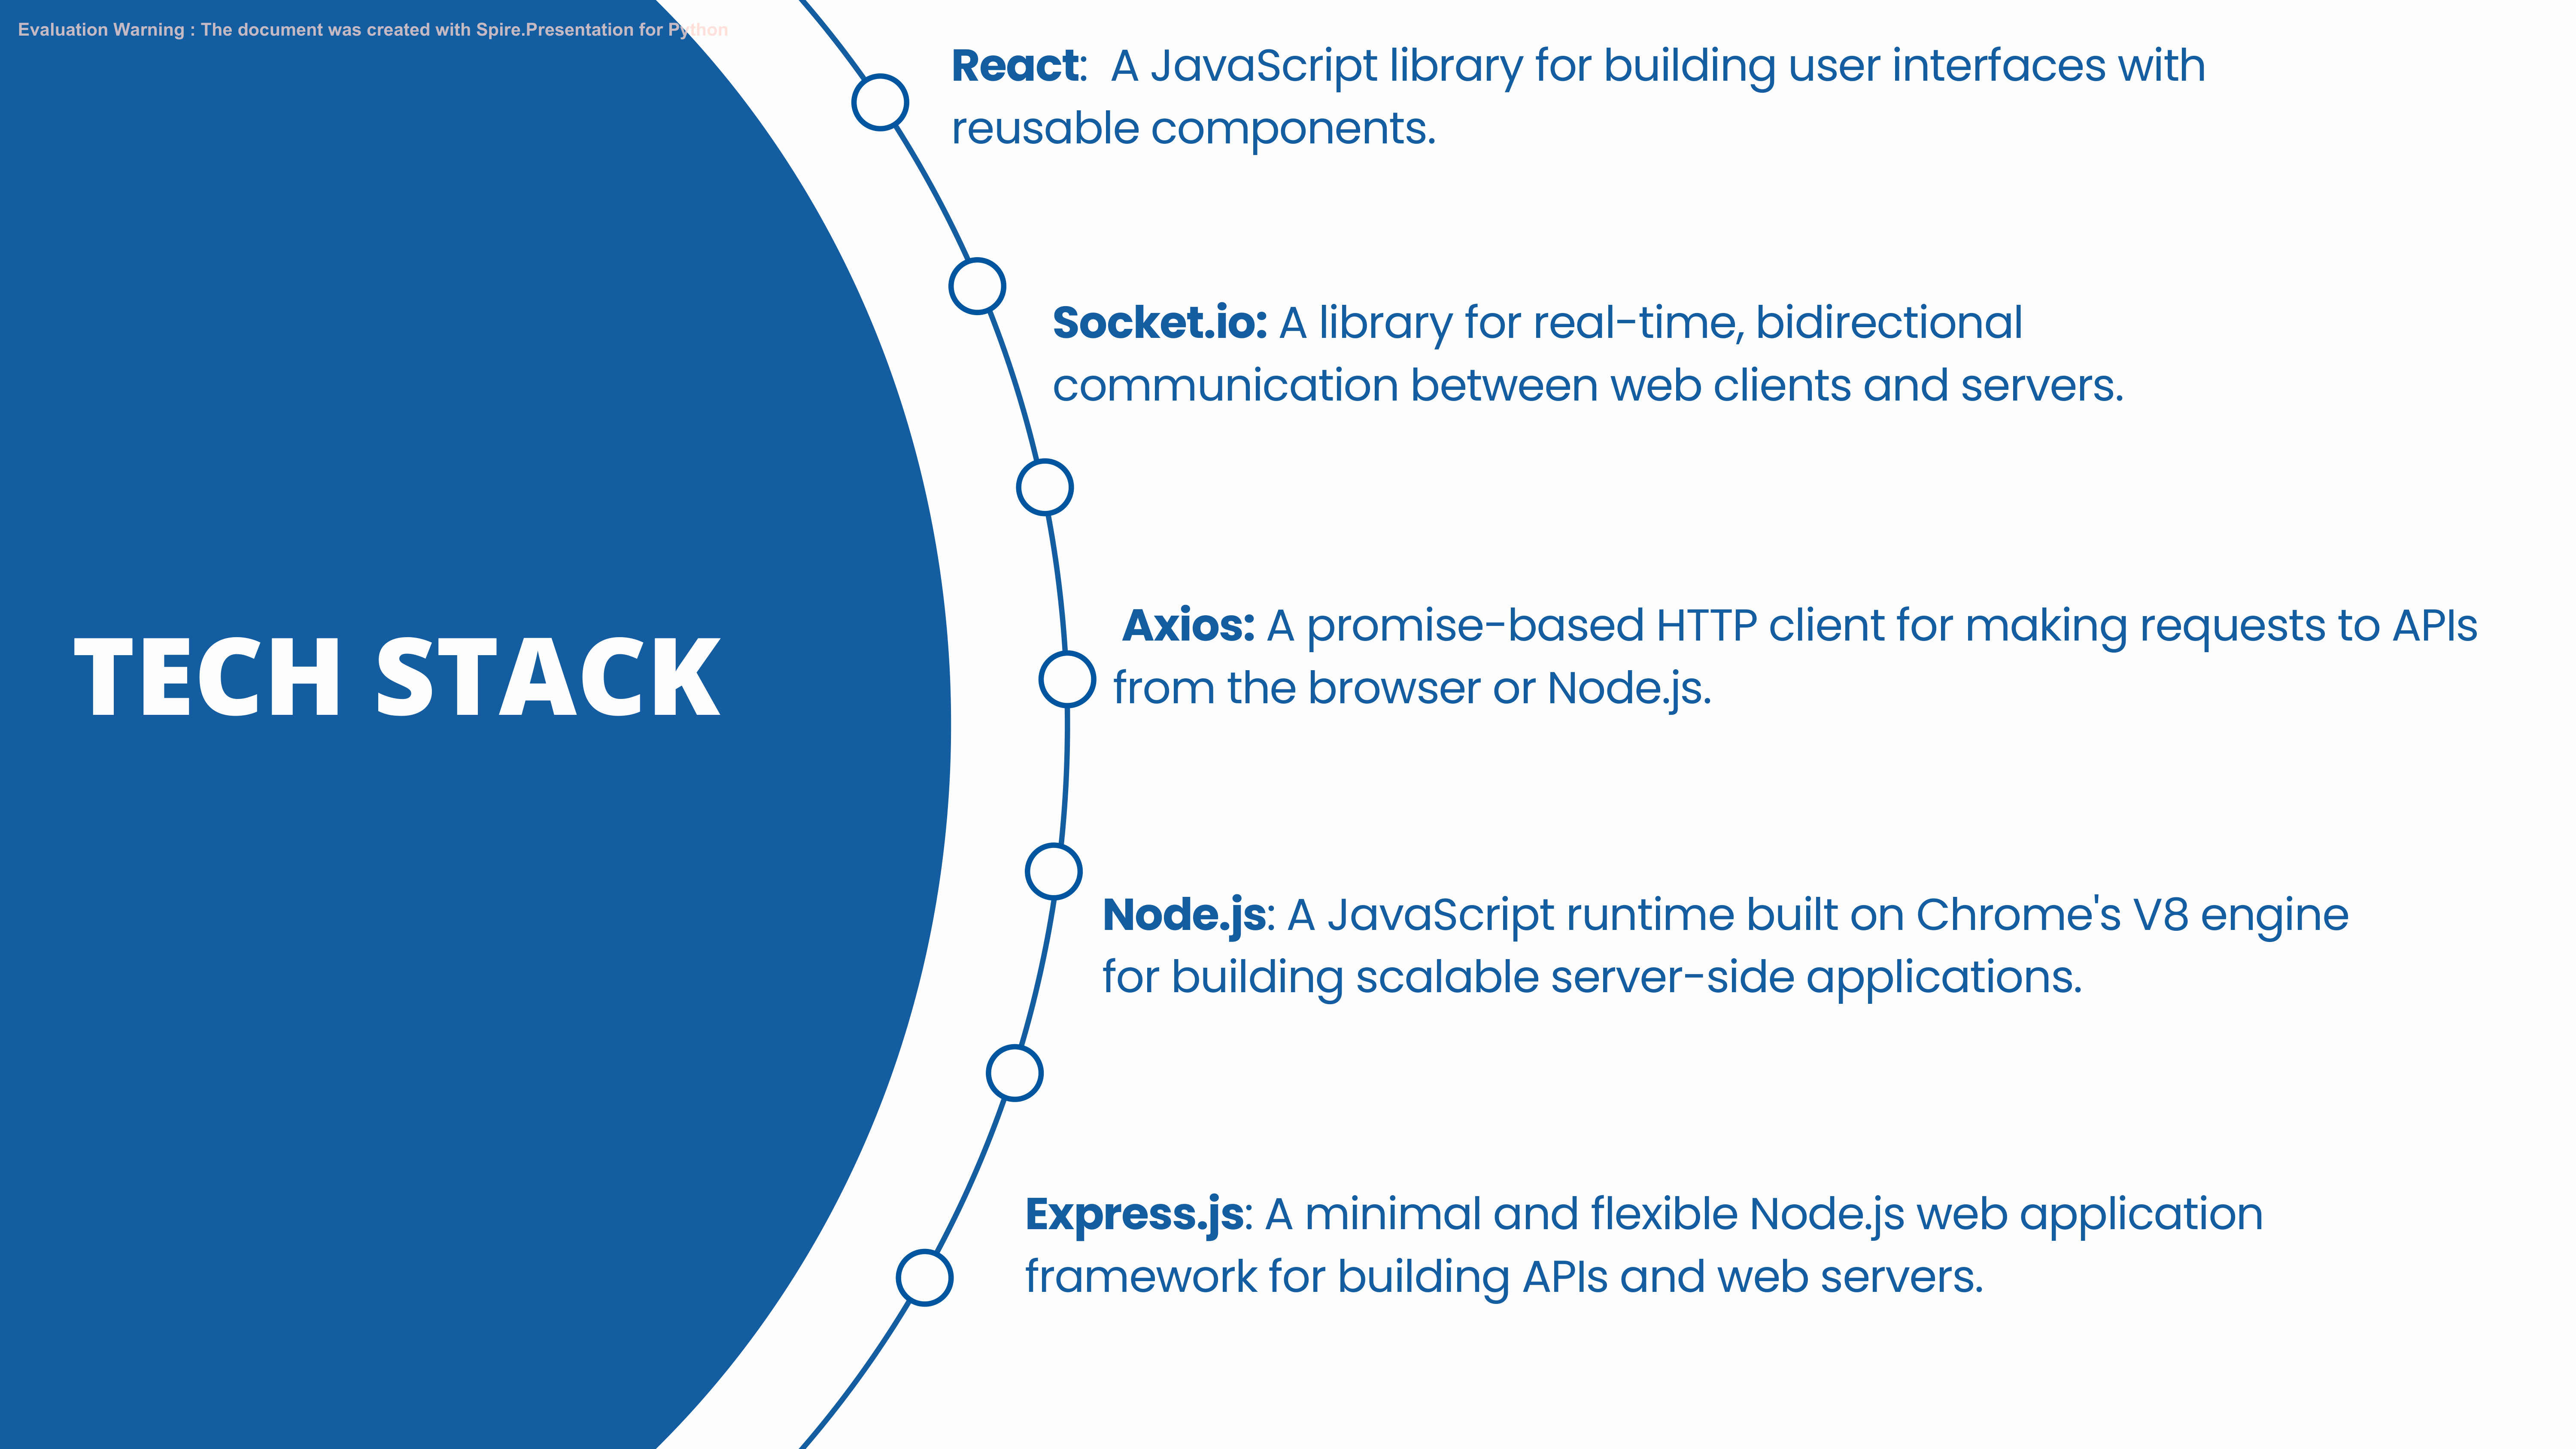 Evaluation Warning : The document was created with Spire.Presentation for Python
React:  A JavaScript library for building user interfaces with
reusable components.
Socket.io: A library for real-time, bidirectional
communication between web clients and servers.
TECH STACK
Axios: A promise-based HTTP client for making requests to APIs
from the browser or Node.js.
Node.js: A JavaScript runtime built on Chrome's V8 engine
for building scalable server-side applications.
Express.js: A minimal and flexible Node.js web application
framework for building APIs and web servers.